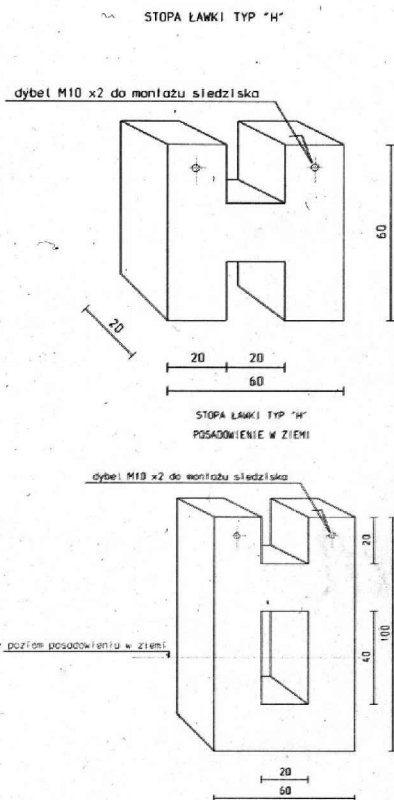 STOPA ŁAWKI TYP "H"
dybel M10 x2 do montażu siedziska
60
20
20
20
60
STOPA ŁAWKI TYP "H"
POSADOWIENIE W ZIEMI
dybel M10 x2 do montażu siedziska
20
poziom posadowienia w ziemi
40
100
20
60